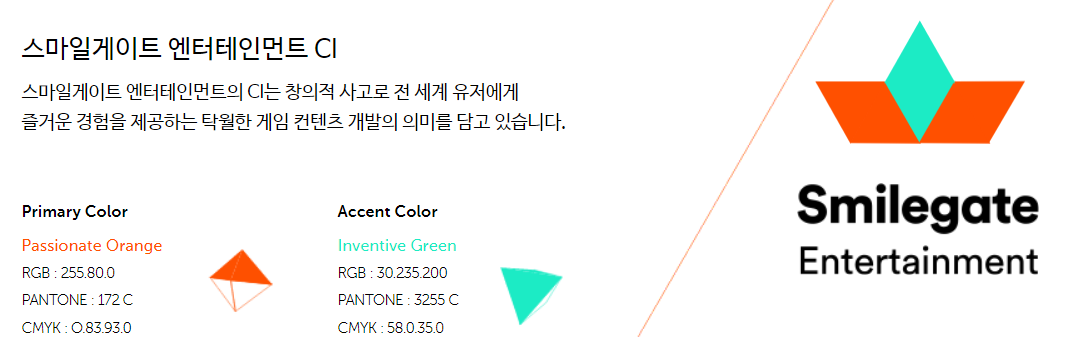 스마일게이트 엔터테인먼트 CI
스마일게이트 엔터테인먼트의 CI는 창의적 사고로 전 세계 유저에게
즐거운 경험을 제공하는 탁월한 게임 컨텐츠 개발의 의미를 담고 있습니다.
Primary Color
Passionate Orange
RGB : 255.80.0
PANTONE : 172 C
CMYK : O.83.93.0
Accent Color
Inventive Green
RGB : 30.235.200
PANTONE : 3255 C
CMYK : 58.0.35.0
Smilegate
Entertainment